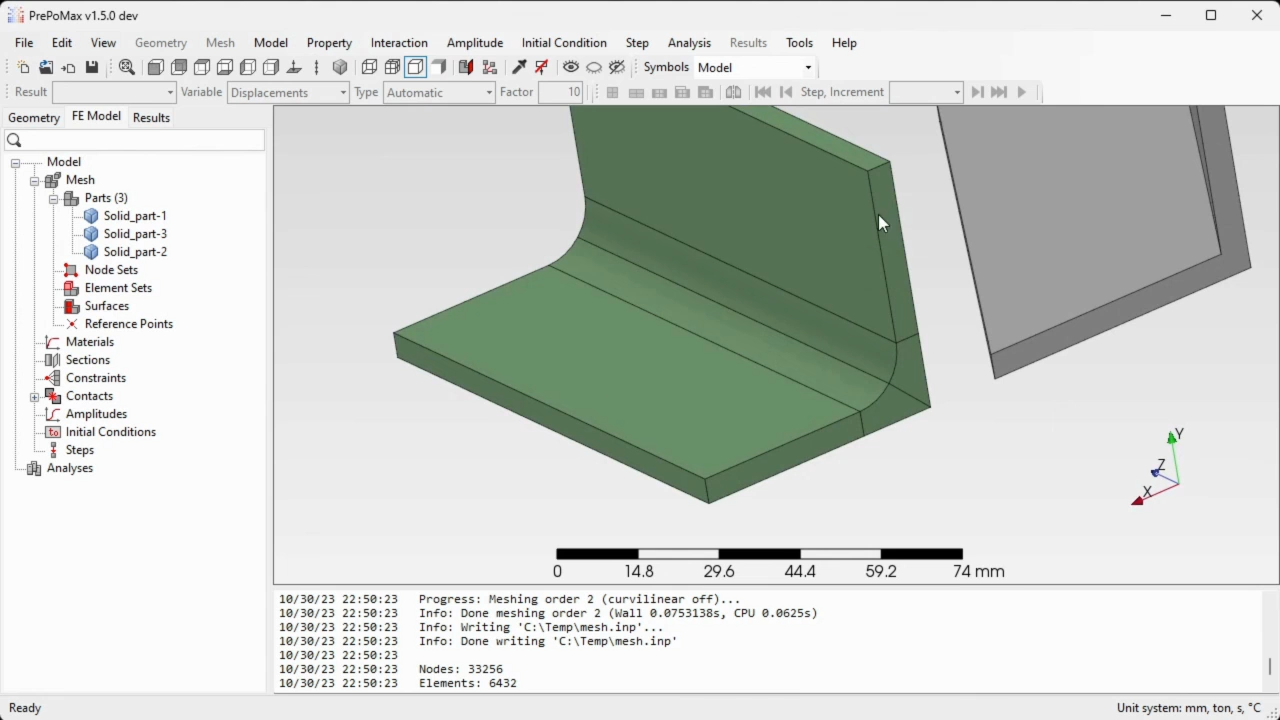 PrePoMax v1.5.0 dev
File Edit View Geometry Mesh Model Property Interaction Amplitude Initial Condition Step Analysis Results Tools Help
Symbols Model
Result Variable Displacements Type Automatic Factor 10 Step, Increment
Geometry FE Model Results
Model
Mesh
Parts (3)
Solid_part-1
Solid_part-3
Solid_part-2
Node Sets
Element Sets
Surfaces
Reference Points
Materials
Sections
Constraints
Contacts
Amplitudes
Initial Conditions
Steps
Analyses
Y
Z
X
0 14.8 29.6 44.4 59.2 74 mm
10/30/23 22:50:23 Progress: Meshing order 2 (curvilinear off)...
10/30/23 22:50:23 Info: Done meshing order 2 (Wall 0.0753138s, CPU 0.0625s)
10/30/23 22:50:23 Info: Writing 'C:\Temp\mesh.inp'...
10/30/23 22:50:23 Info: Done writing 'C:\Temp\mesh.inp'
10/30/23 22:50:23
10/30/23 22:50:23 Nodes: 33256
10/30/23 22:50:23 Elements: 6432
Ready Unit system: mm, ton, s, °C